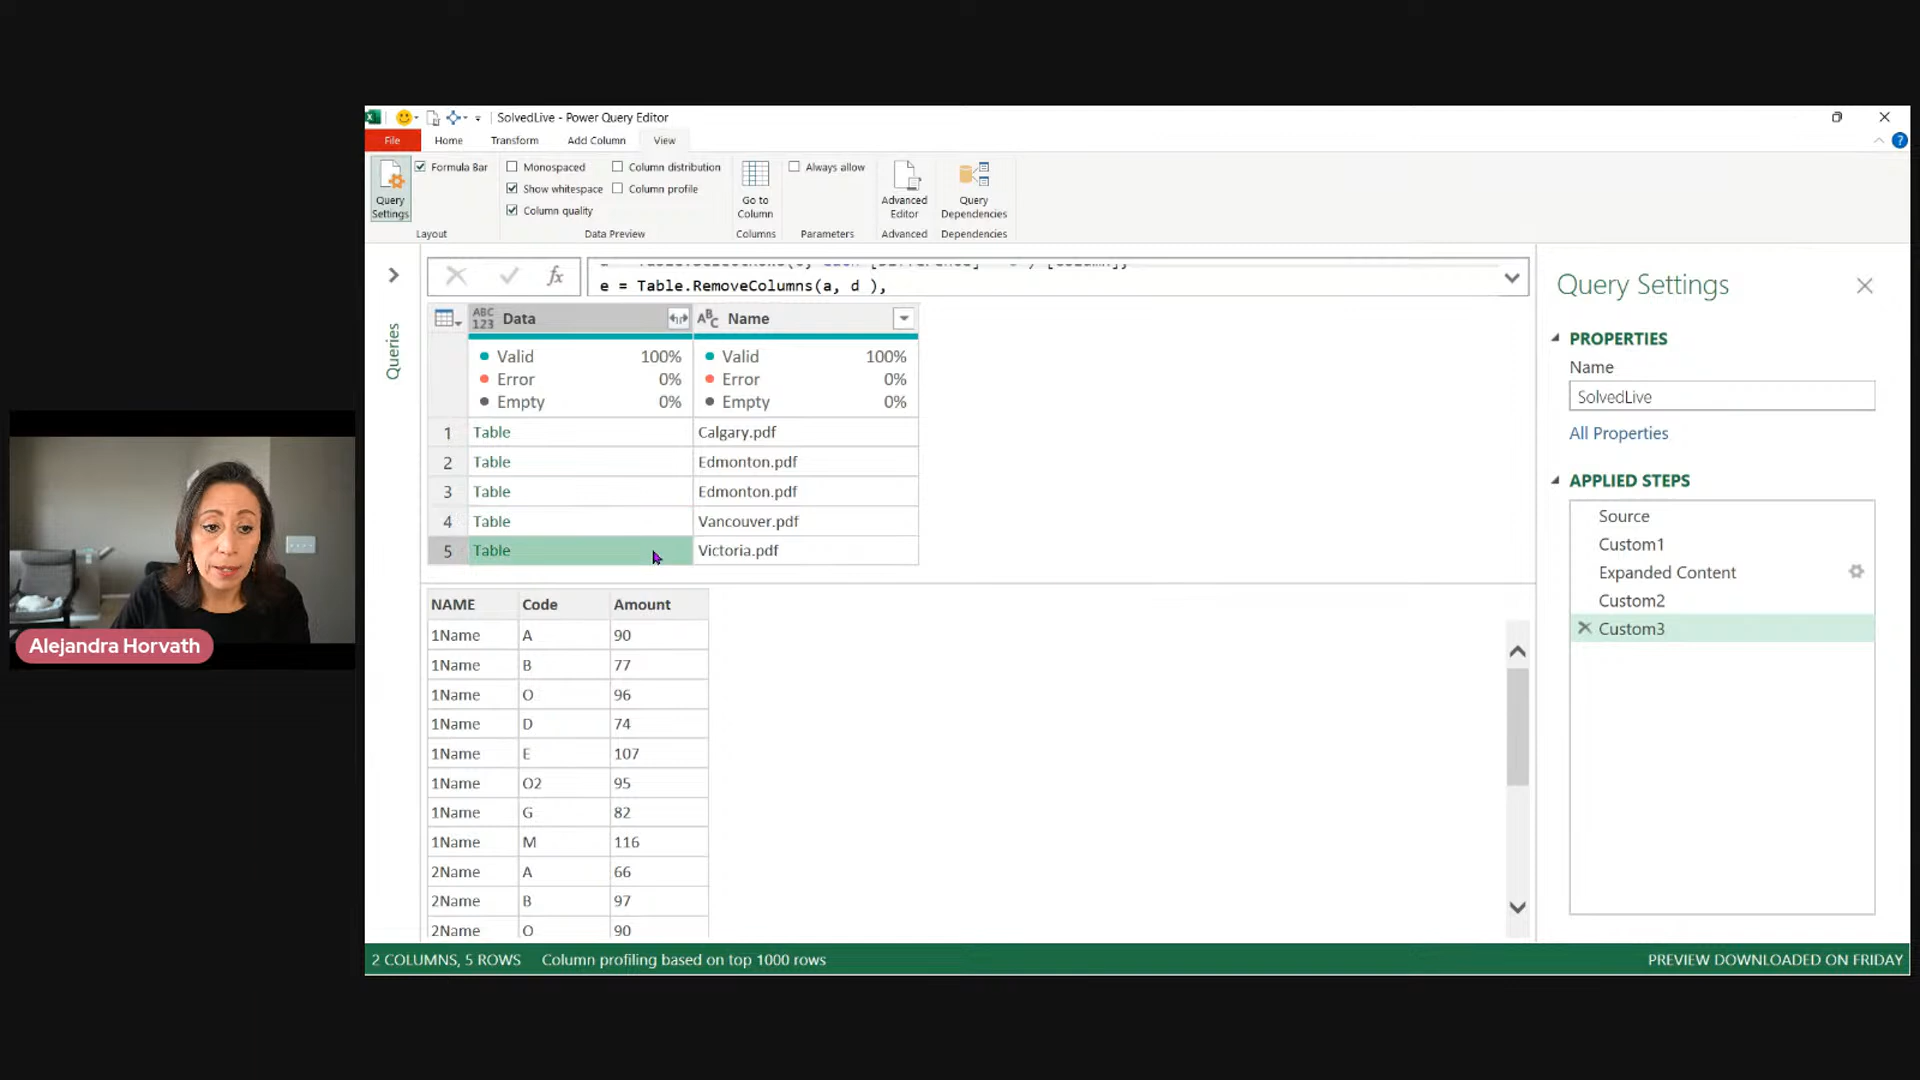 SolvedLive - Power Query Editor
File Home Transform Add Column View
Query Settings
Formula Bar
Layout
Monospaced
Show whitespace
Column quality
Column distribution
Column profile
Data Preview
Go to Column
Columns
Always allow
Parameters
Advanced Editor
Advanced
Query Dependencies
Dependencies
Queries
fx
e = Table.RemoveColumns(a, d ),
ABC 123 Data ABC Name
Valid 100% Valid 100%
Error 0% Error 0%
Empty 0% Empty 0%
1 Table Calgary.pdf
2 Table Edmonton.pdf
3 Table Edmonton.pdf
4 Table Vancouver.pdf
5 Table Victoria.pdf
NAME Code Amount
1Name A 90
1Name B 77
1Name O 96
1Name D 74
1Name E 107
1Name O2 95
1Name G 82
1Name M 116
2Name A 66
2Name B 97
2Name O 90
Query Settings
PROPERTIES
Name
SolvedLive
All Properties
APPLIED STEPS
Source
Custom1
Expanded Content
Custom2
Custom3
2 COLUMNS, 5 ROWS Column profiling based on top 1000 rows
PREVIEW DOWNLOADED ON FRIDAY
Alejandra Horvath